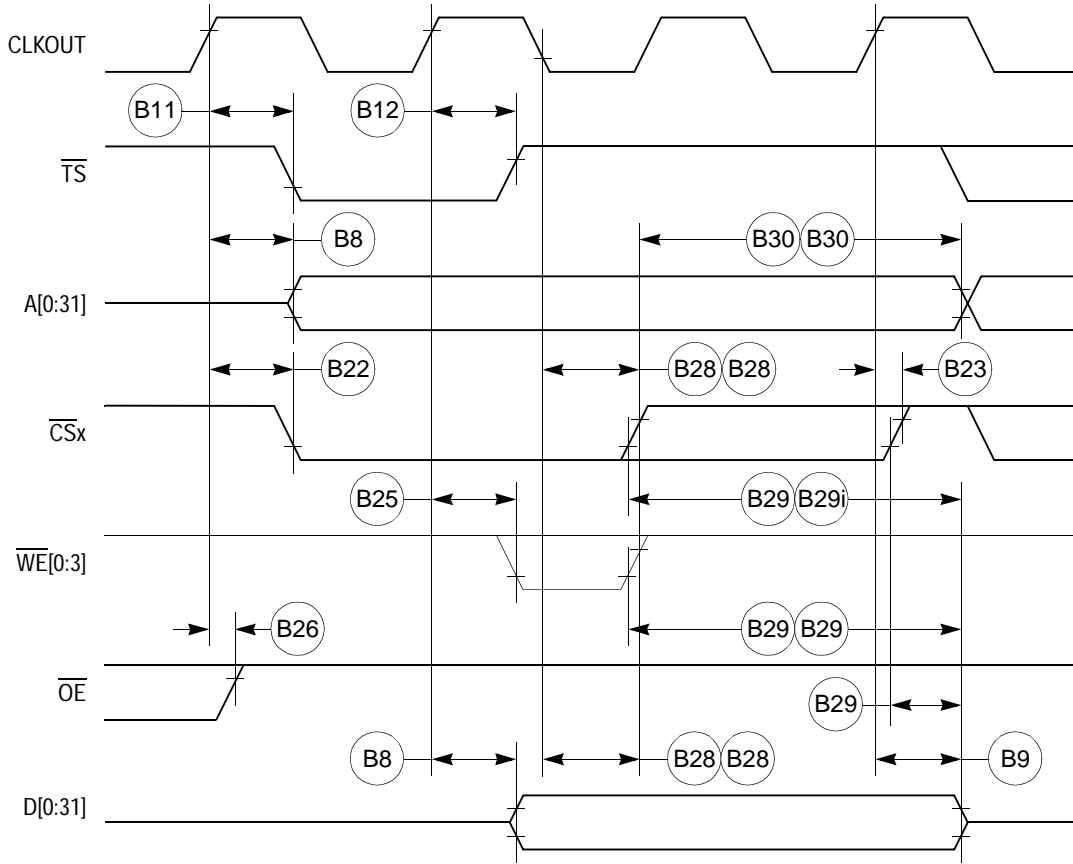 CLKOUT
B11 B12
TS
B8 B30 B30
A[0:31]
B22 B28 B28 B23
CSx
B25 B29 B29i
WE[0:3]
B26 B29 B29
OE
B29
B8 B28 B28 B9
D[0:31]